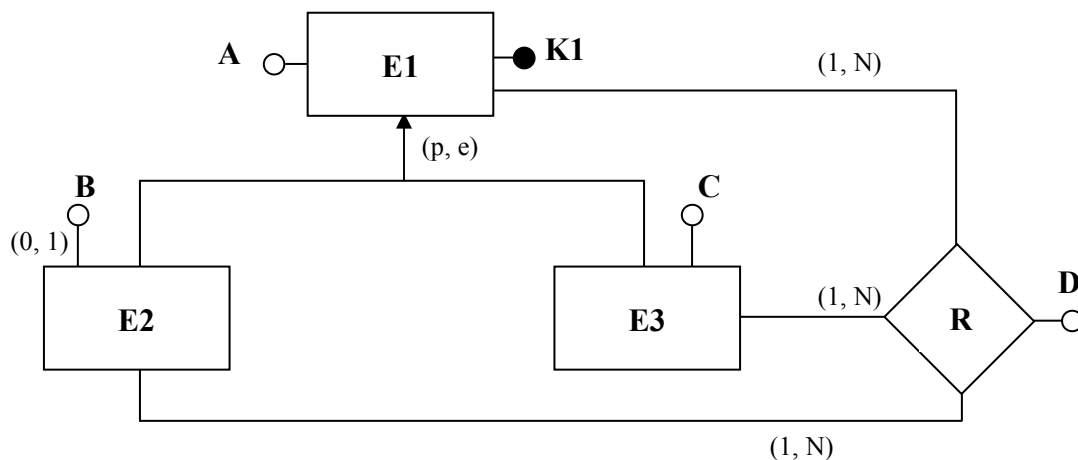 A
E1
K1
(1, N)
(p, e)
B
C
(0, 1)
E2
E3
(1, N)
R
D
(1, N)